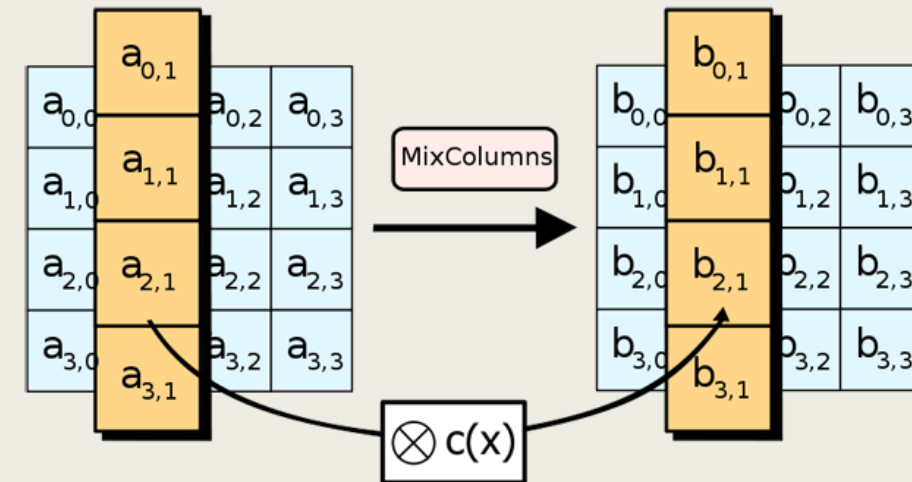 a0,1 b0,1
a0,0 a0,2 a0,3 b0,0 b0,2 b0,3
MixColumns
a1,1 b1,1
a1,0 a1,2 a1,3 b1,0 b1,2 b1,3
a2,1 b2,1
a2,0 a2,2 a2,3 b2,0 b2,2 b2,3
a3,0 a3,2 a3,3 b3,0 b3,2 b3,3
a3,1 b3,1
⊗ c(x)